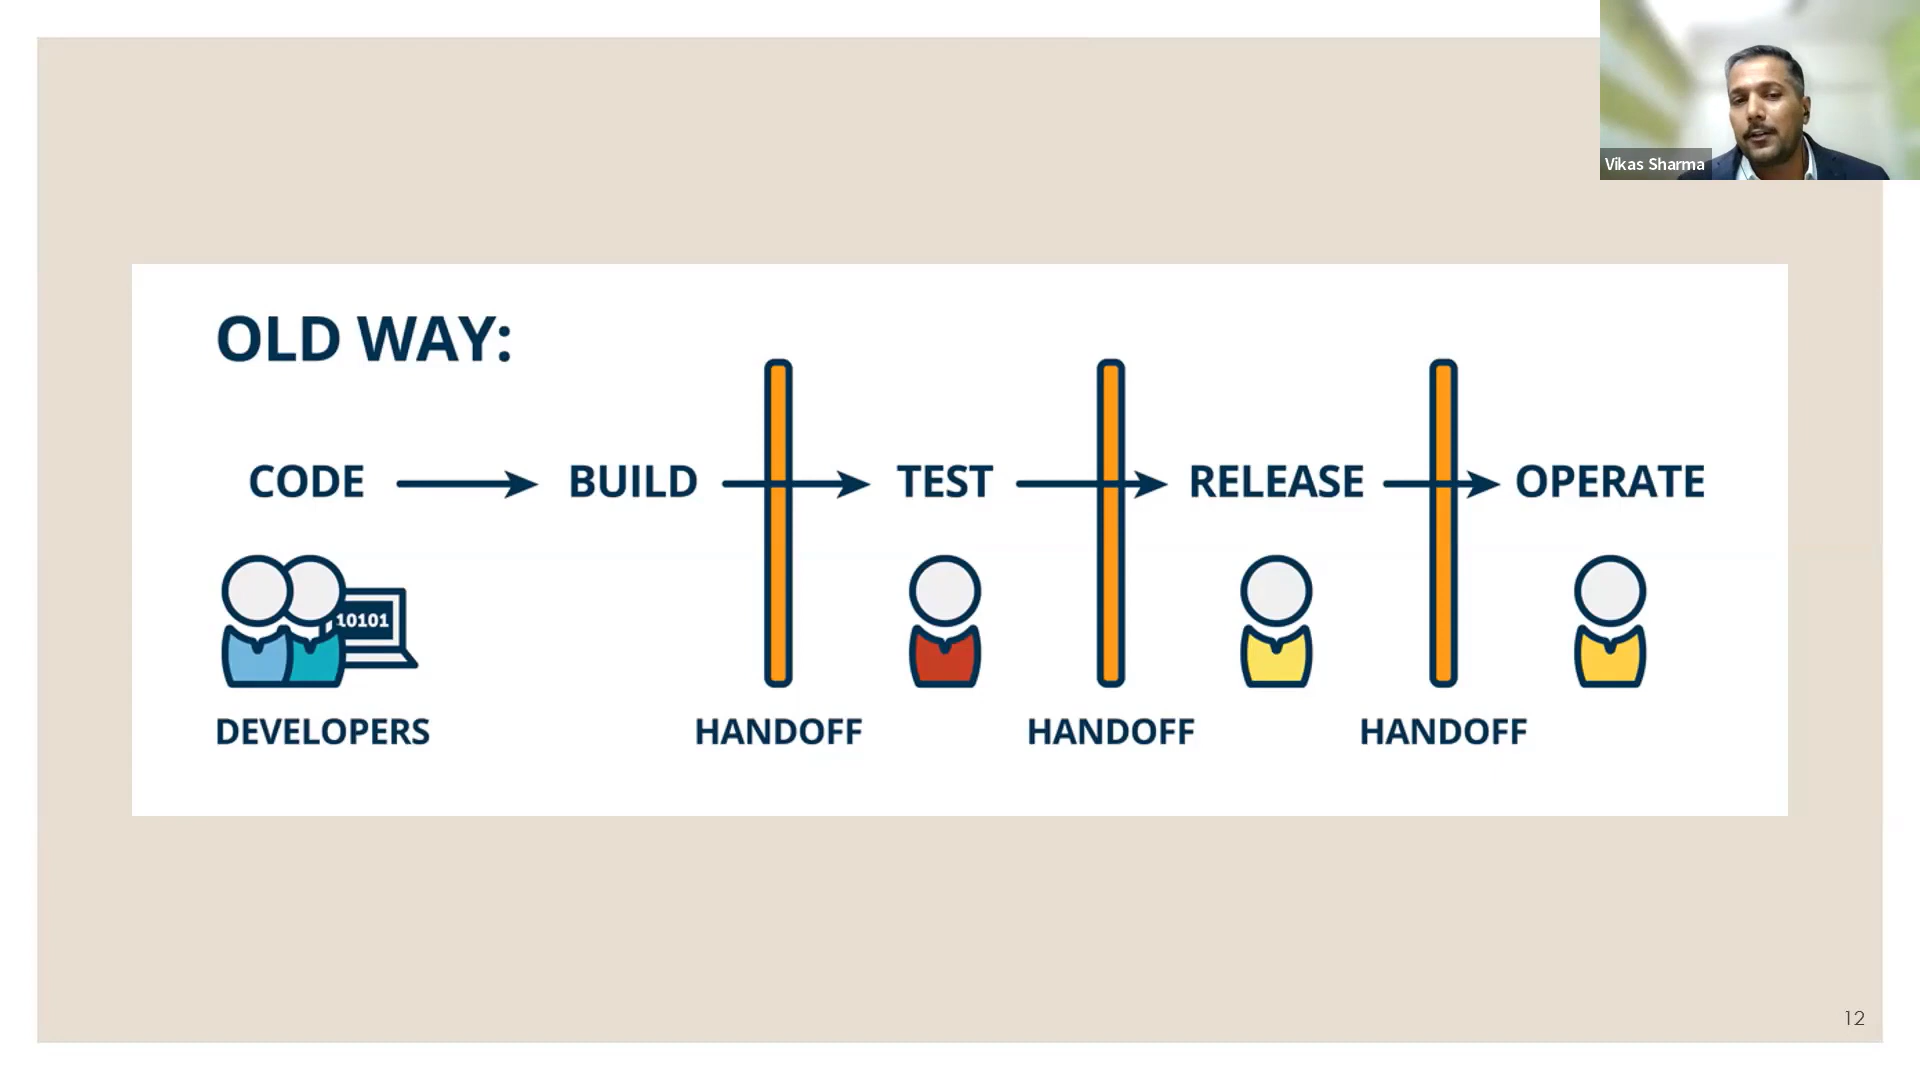 Vikas Sharma
OLD WAY:
CODE BUILD TEST RELEASE OPERATE
10101
DEVELOPERS HANDOFF HANDOFF HANDOFF
12